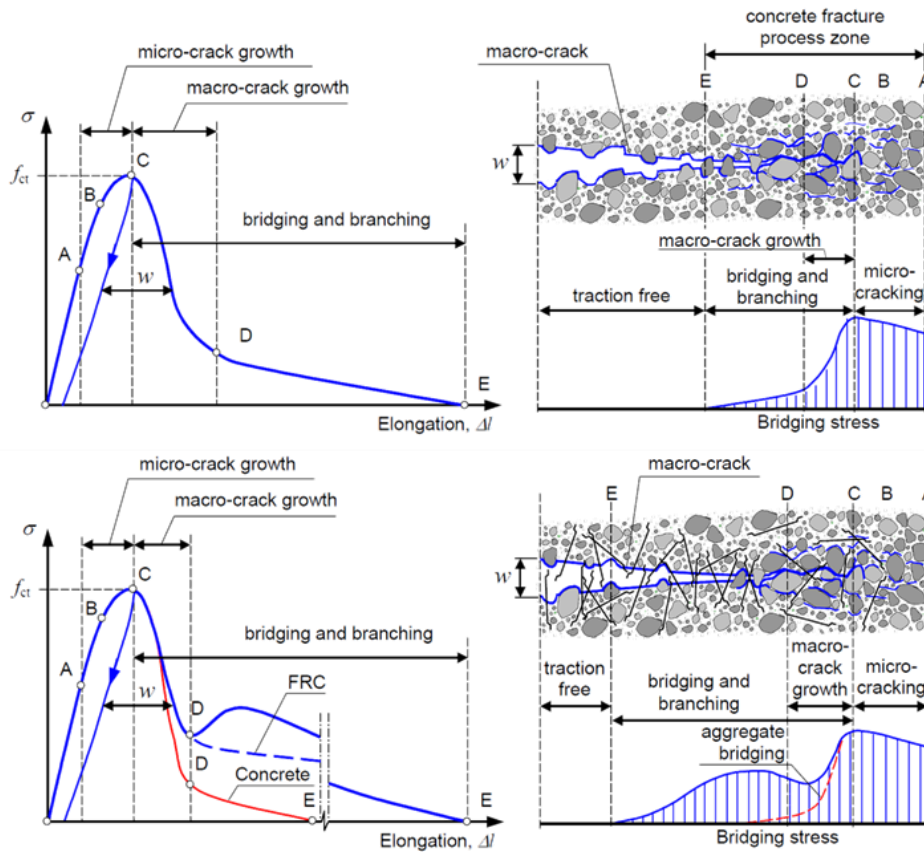 micro-crack growth
macro-crack growth
σ
f_ct
A
B
C
w
bridging and branching
D
E
Elongation, Δl
concrete fracture
process zone
macro-crack
E
D
C
B
A
w
macro-crack growth
traction free
bridging and
branching
micro-
cracking
Bridging stress
micro-crack growth
macro-crack growth
σ
f_ct
A
B
C
w
bridging and branching
FRC
D
D
Concrete
E
E
Elongation, Δl
macro-crack
E
D
C
B
A
w
traction
free
bridging and
branching
macro-
crack
growth
micro-
cracking
aggregate
bridging
Bridging stress